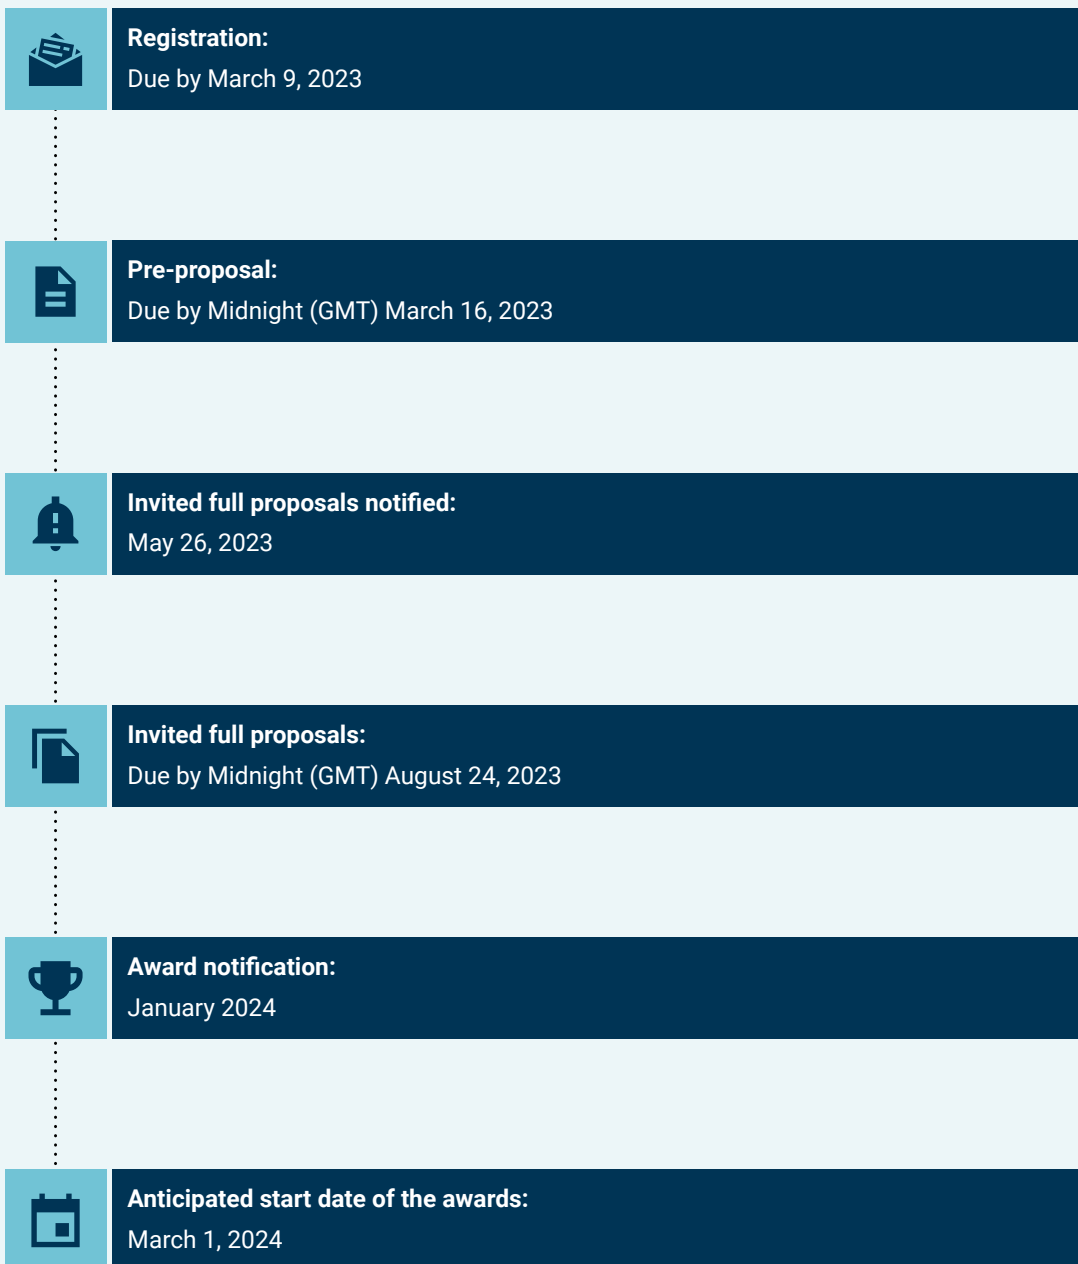 Registration:
Due by March 9, 2023
Pre-proposal:
Due by Midnight (GMT) March 16, 2023
Invited full proposals notified:
May 26, 2023
Invited full proposals:
Due by Midnight (GMT) August 24, 2023
Award notification:
January 2024
Anticipated start date of the awards:
March 1, 2024